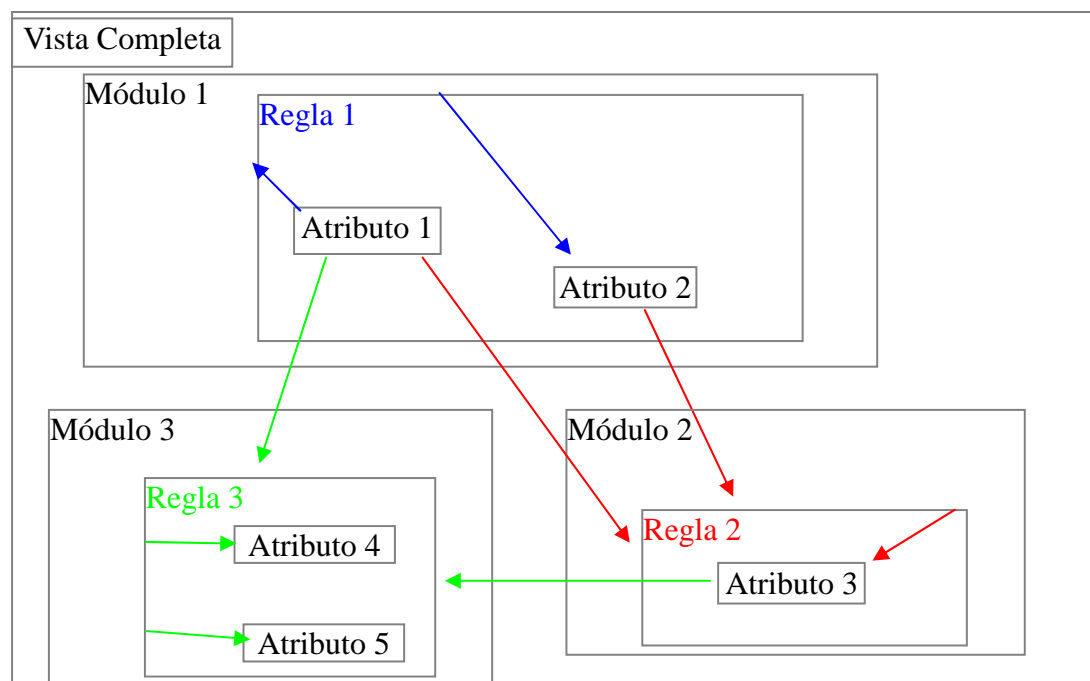 Vista Completa
Módulo 1
Regla 1
Atributo 1
Atributo 2
Módulo 3
Regla 3
Atributo 4
Atributo 5
Módulo 2
Regla 2
Atributo 3